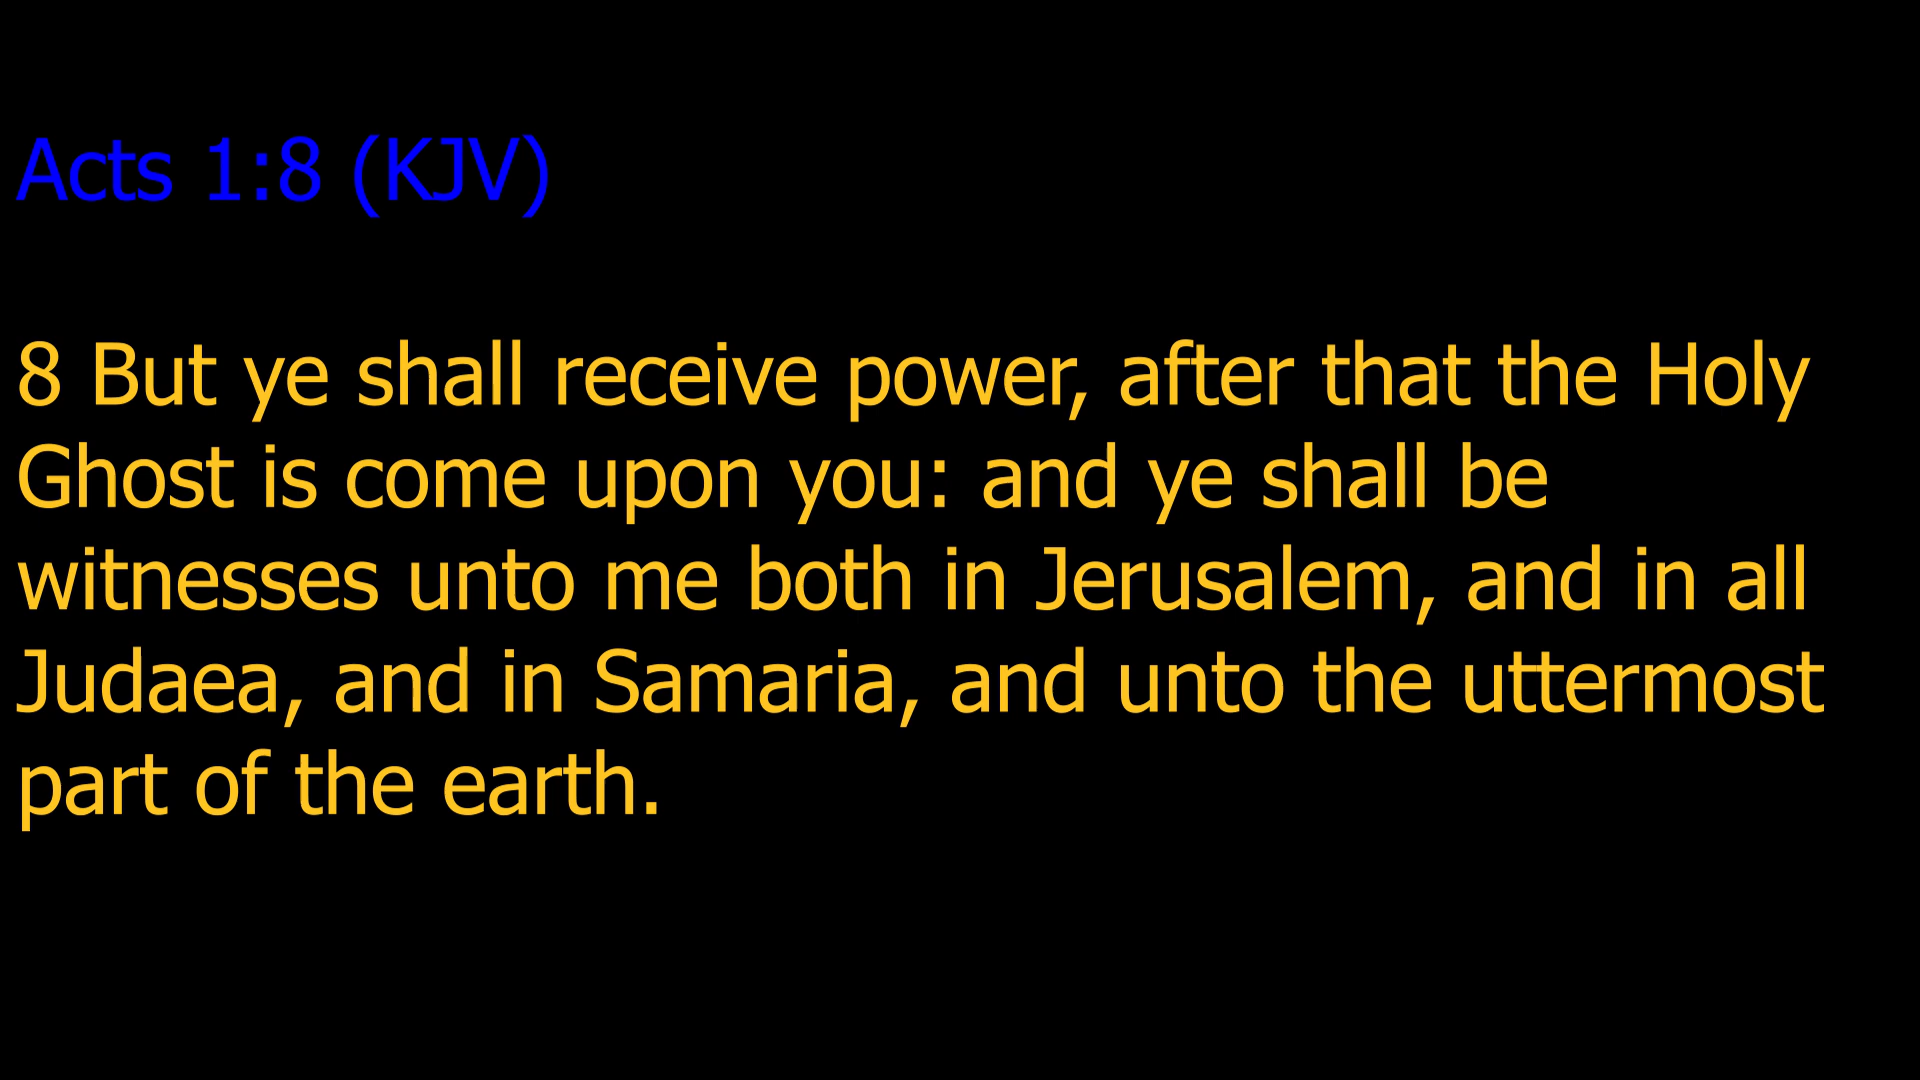 Acts 1:8 (KJV)
8 But ye shall receive power, after that the Holy
Ghost is come upon you: and ye shall be
witnesses unto me both in Jerusalem, and in all
Judaea, and in Samaria, and unto the uttermost
part of the earth.